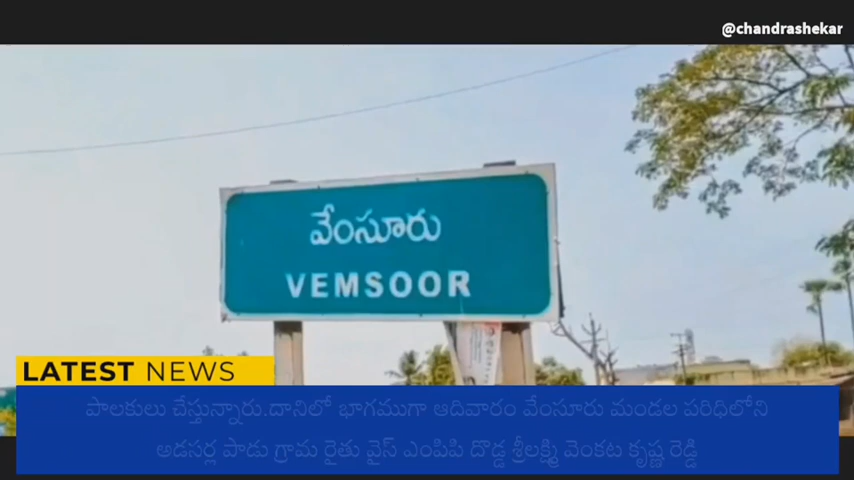 @chandrashekar
వేంసూరు
VEMSOOR
LATEST NEWS
పాలకులు చేస్తున్నారు.దానిలో భాగముగా ఆదివారం వేంసూరు మండల పరిధిలోని
అడసర్ల పాడు గ్రామ రైతు వైస్ ఎంపిపి దొడ్డ శ్రీలక్ష్మి వెంకట కృష్ణ రెడ్డి